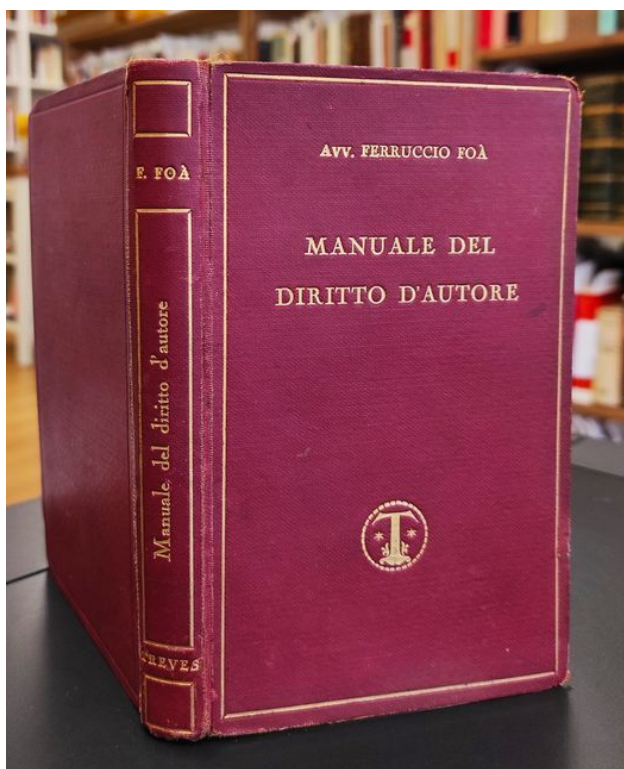 F. FOÀ
Manuale del diritto d'autore
TREVES
Avv. FERRUCCIO FOÀ
MANUALE DEL
DIRITTO D'AUTORE
T